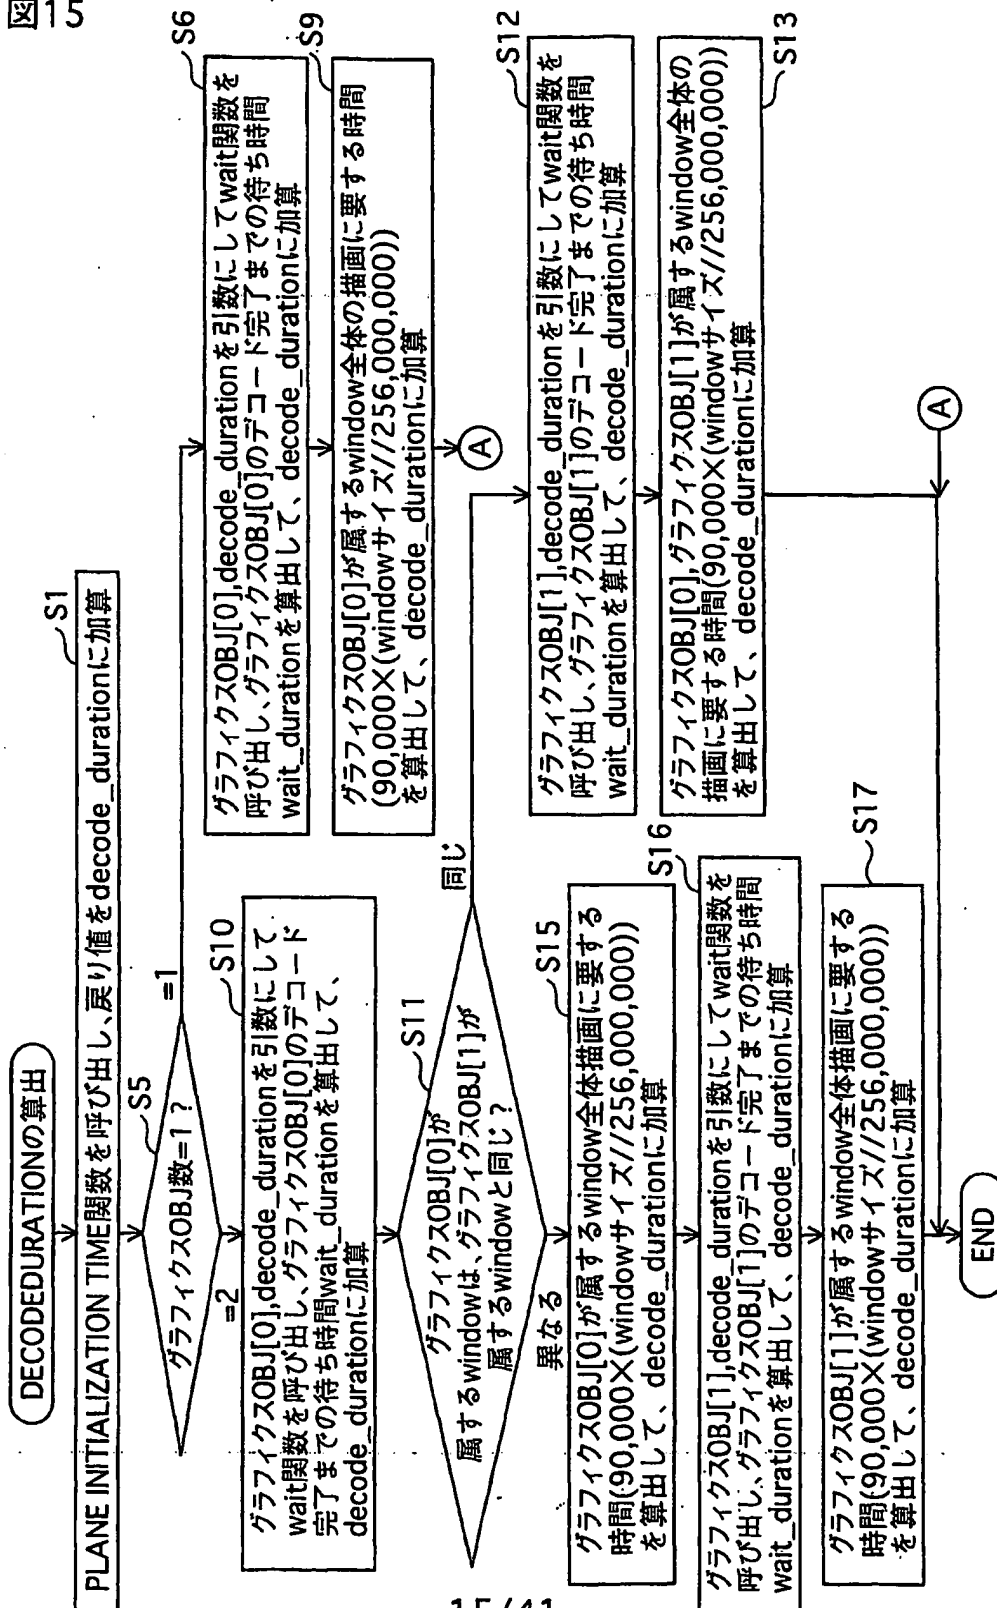 図15
DECODEDURATIONの算出
S1
PLANE INITIALIZATION TIME関数を呼び出し、戻り値をdecode_durationに加算
S5
グラフィクスOBJ数=1？
=1
=2
S6
グラフィクスOBJ[0],decode_durationを引数にしてwait関数を
呼び出し、グラフィクスOBJ[0]のデコード完了までの待ち時間
wait_durationを算出して、decode_durationに加算
S9
グラフィクスOBJ[0]が属するwindow全体の描画に要する時間
(90,000×(windowサイズ//256,000,000))
を算出して、decode_durationに加算
A
S10
グラフィクスOBJ[0],decode_durationを引数にして
wait関数を呼び出し、グラフィクスOBJ[0]のデコード
完了までの待ち時間wait_durationを算出して、
decode_durationに加算
S11
グラフィクスOBJ[0]が
属するwindowは、グラフィクスOBJ[1]が
属するwindowと同じ？
同じ
異なる
S12
グラフィクスOBJ[1],decode_durationを引数にしてwait関数を
呼び出し、グラフィクスOBJ[1]のデコード完了までの待ち時間
wait_durationを算出して、decode_durationに加算
S13
グラフィクスOBJ[0],グラフィクスOBJ[1]が属するwindow全体の
描画に要する時間(90,000×(windowサイズ//256,000,000))
を算出して、decode_durationに加算
S15
グラフィクスOBJ[0]が属するwindow全体描画に要する
時間(90,000×(windowサイズ//256,000,000))
を算出して、decode_durationに加算
S16
グラフィクスOBJ[1],decode_durationを引数にしてwait関数を
呼び出し、グラフィクスOBJ[1]のデコード完了までの待ち時間
wait_durationを算出して、decode_durationに加算
S17
グラフィクスOBJ[1]が属するwindow全体描画に要する
時間(90,000×(windowサイズ//256,000,000))
を算出して、decode_durationに加算
A
END
15/41